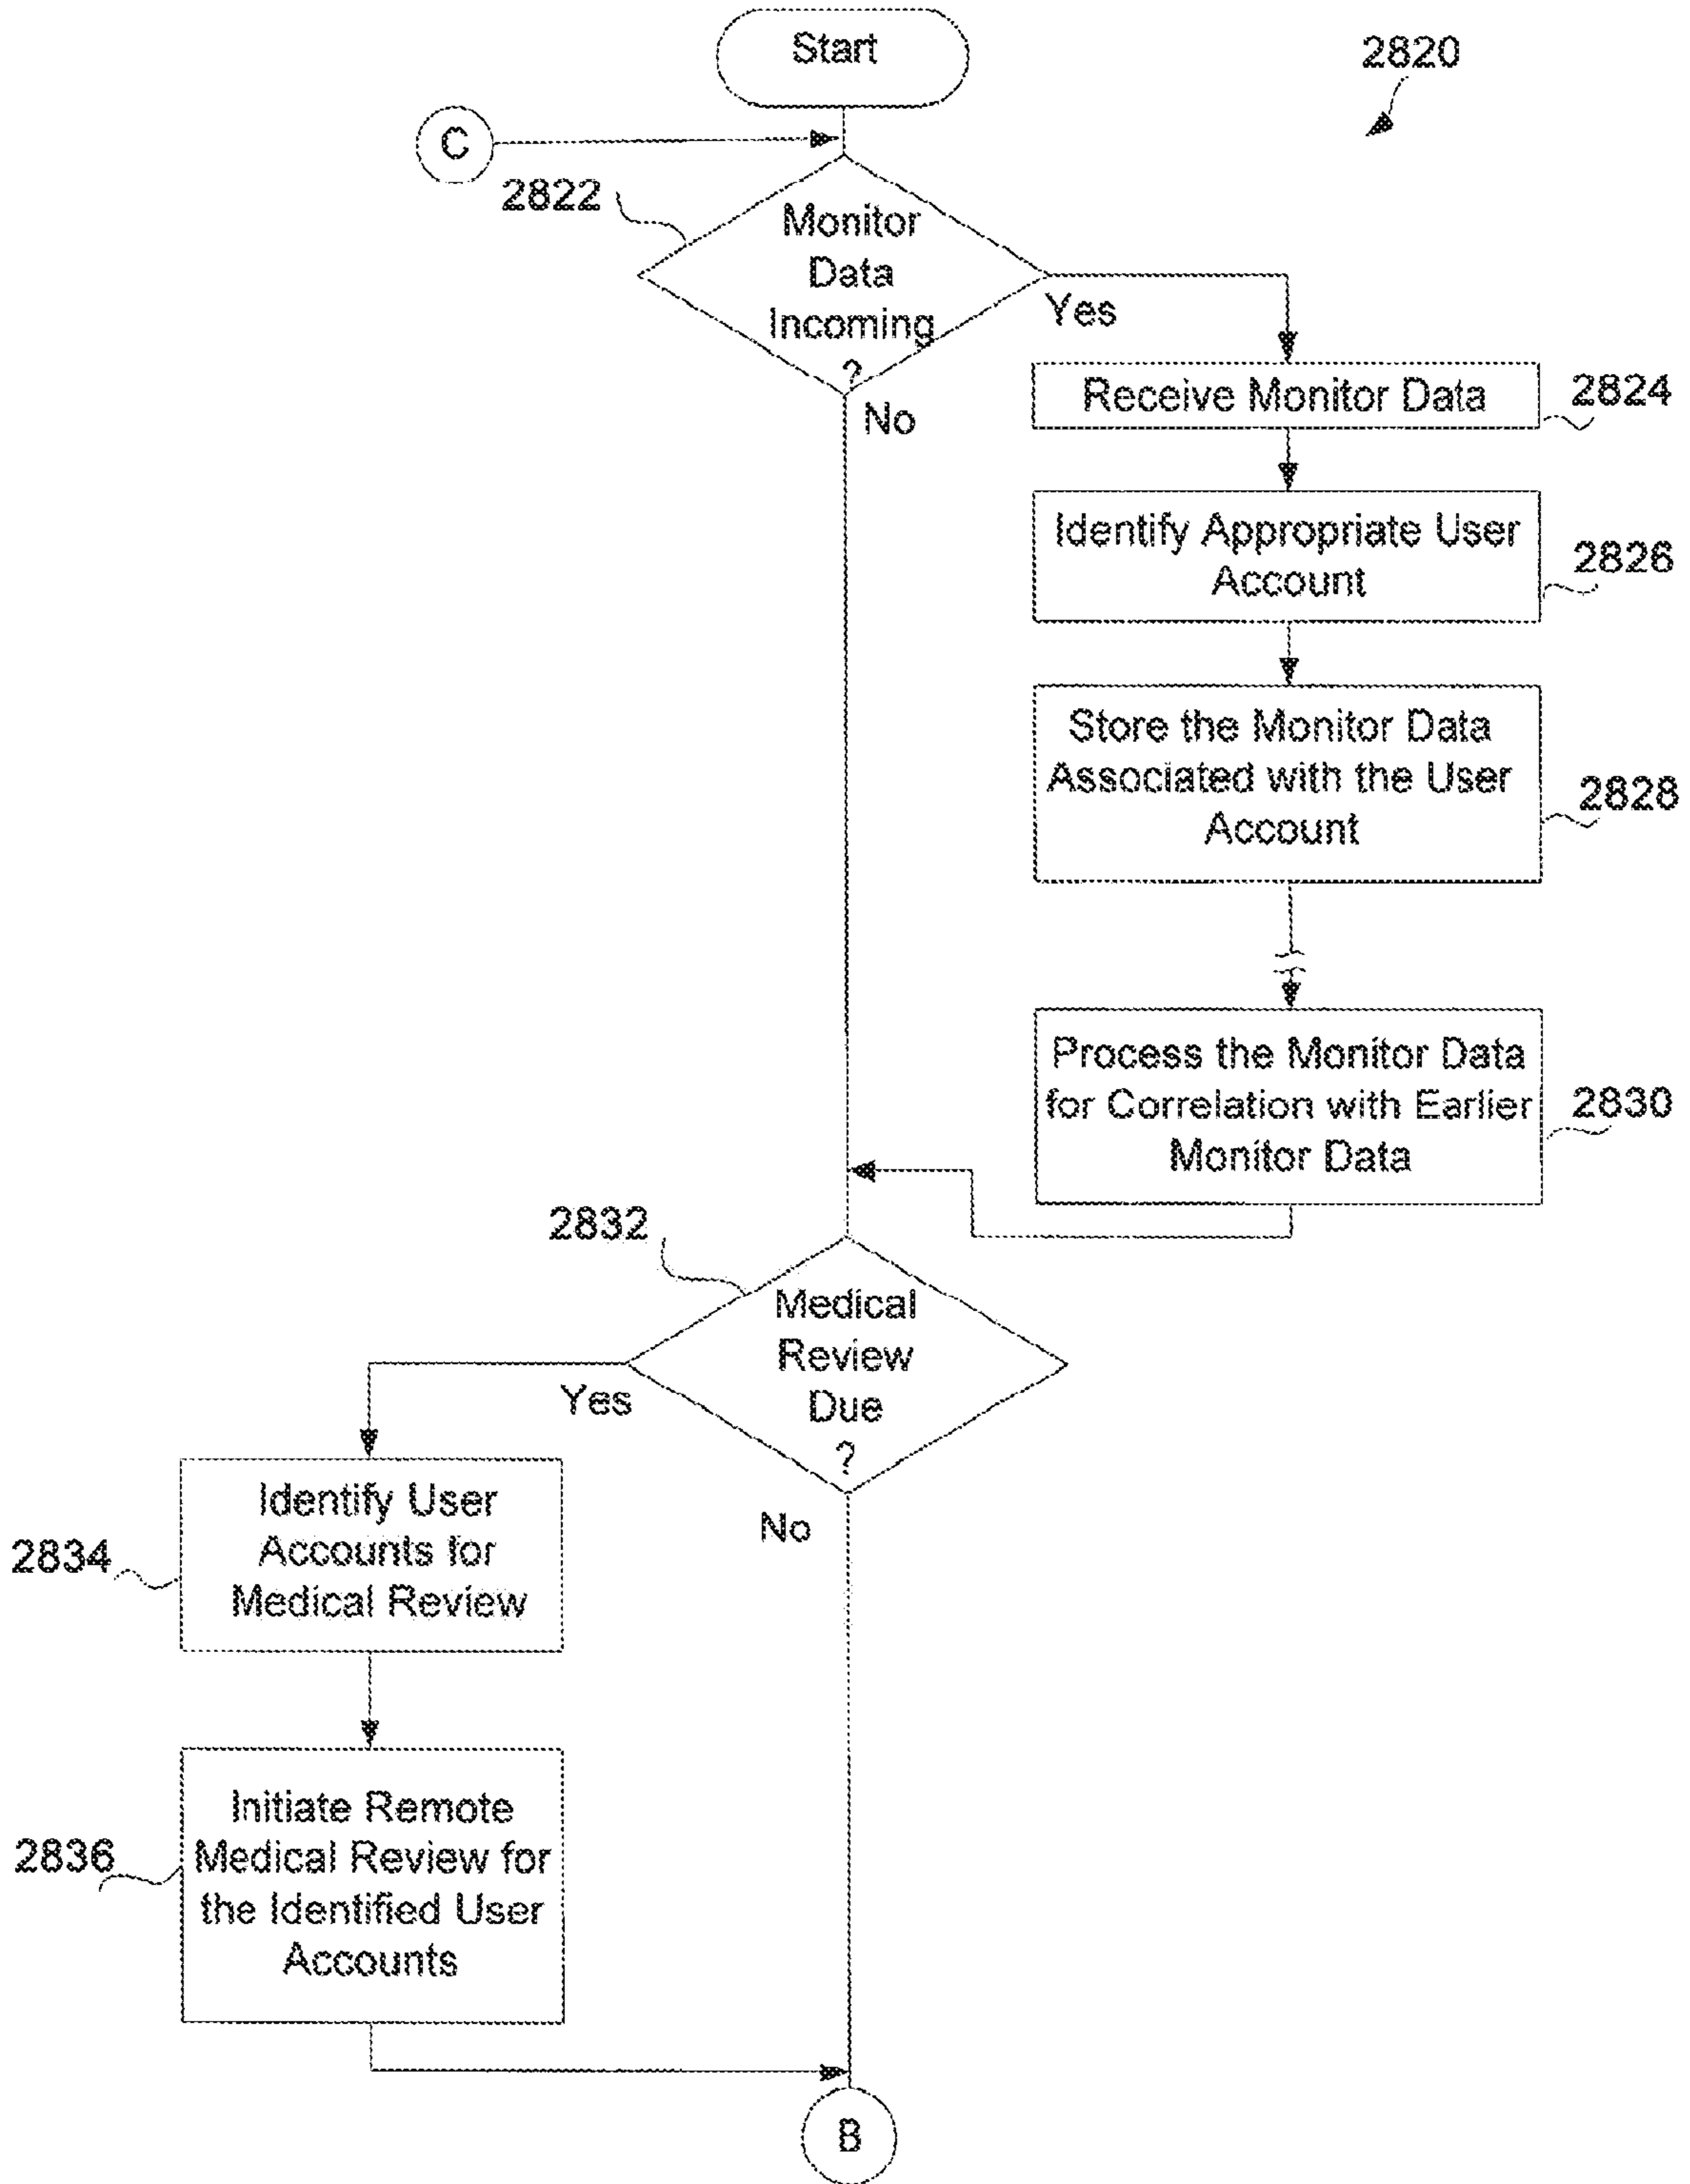 Start
2820
C
2822
Monitor
Data
Incoming
?
Yes
No
Receive Monitor Data
2824
Identify Appropriate User
Account
2826
Store the Monitor Data
Associated with the User
Account
2828
Process the Monitor Data
for Correlation with Earlier
Monitor Data
2830
2832
Medical
Review
Due
?
Yes
No
Identify User
Accounts for
Medical Review
2834
Initiate Remote
Medical Review for
the Identified User
Accounts
2836
B